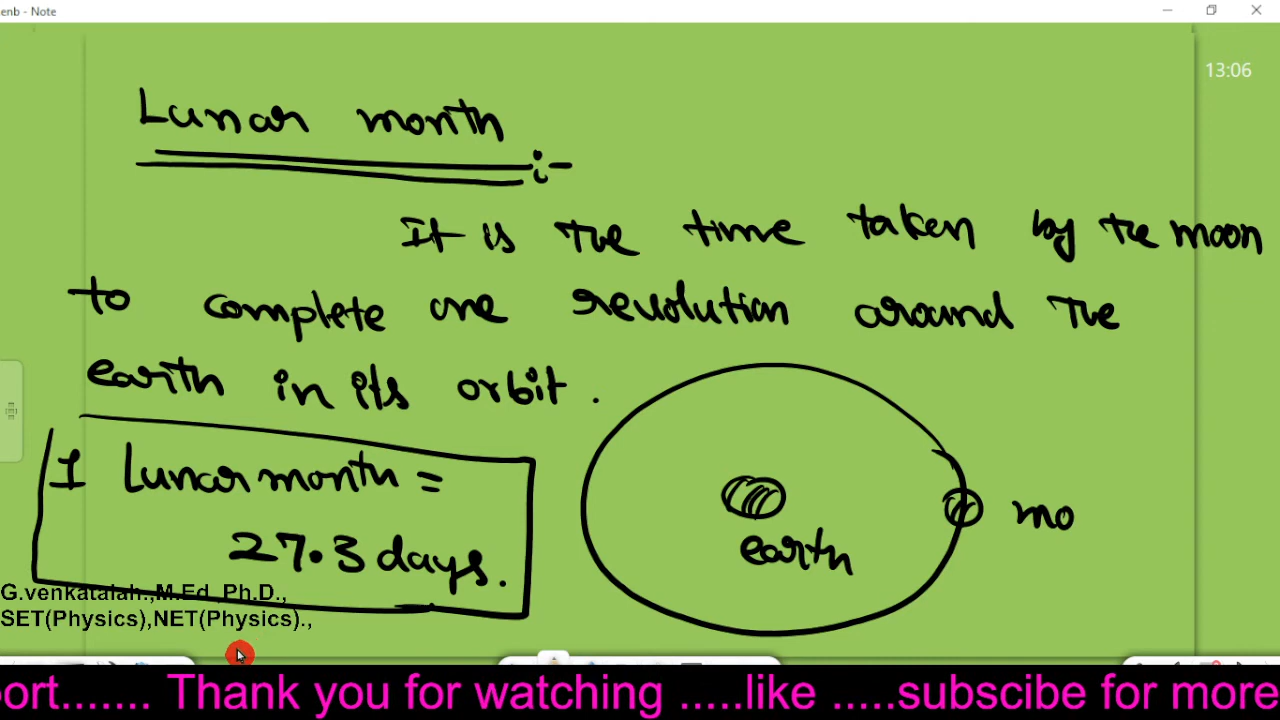 enb - Note
13:06
Lunar month :-
It is the time taken by the moon
to complete one revolution around the
earth in its orbit.
1 Lunar month =
27.3 days.
earth
mo
G.venkataiah.,M.Ed.,Ph.D.,
SET(Physics),NET(Physics).,
ort....... Thank you for watching .....like .....subscibe for more